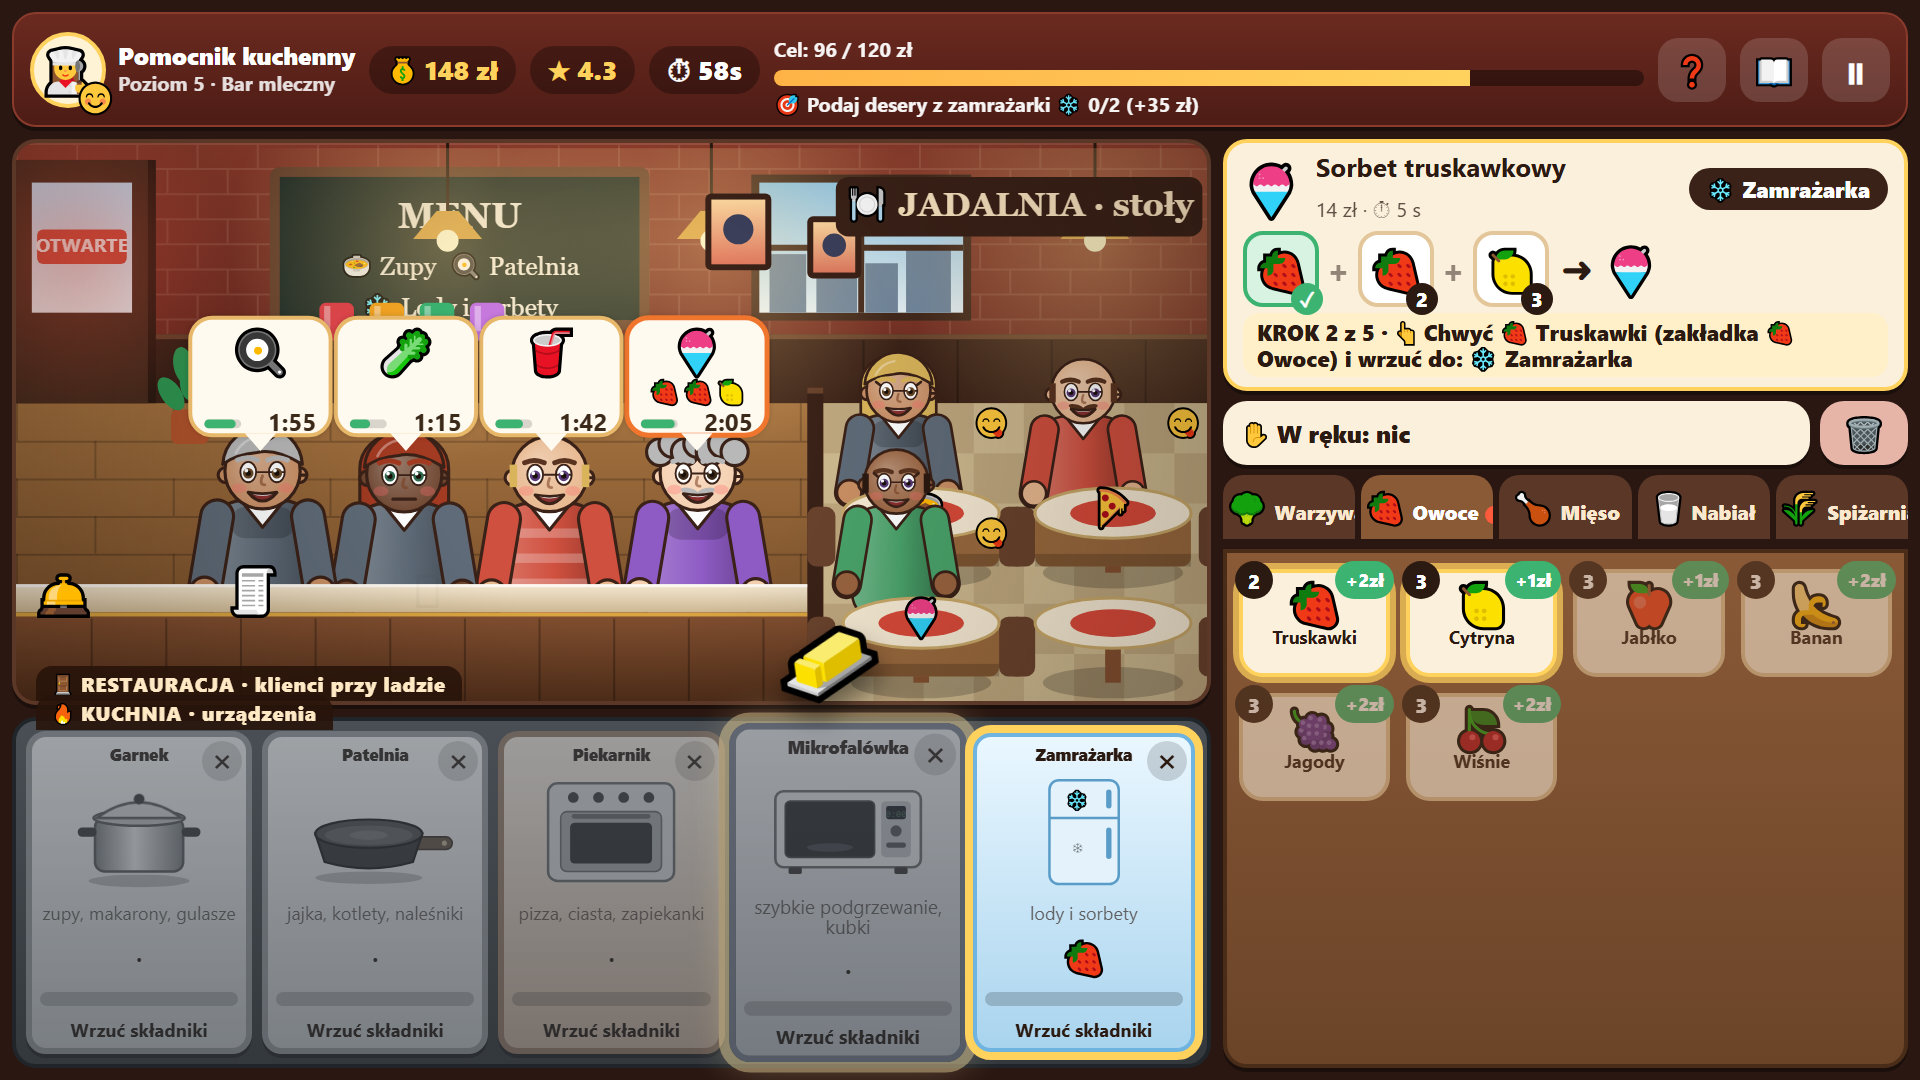 Pomocnik kuchenny
Poziom 5 · Bar mleczny
148 zł
★ 4.3
58s
Cel: 96 / 120 zł
Podaj desery z zamrażarki 0/2 (+35 zł)
OTWARTE
MENU
Zupy Patelnia
Lody i sorbety
JADALNIA · stoły
1:55
1:15
1:42
2:05
RESTAURACJA · klienci przy ladzie
KUCHNIA · urządzenia
Garnek
zupy, makarony, gulasze
Wrzuć składniki
Patelnia
jajka, kotlety, naleśniki
Wrzuć składniki
Piekarnik
pizza, ciasta, zapiekanki
Wrzuć składniki
Mikrofalówka
szybkie podgrzewanie,
kubki
Wrzuć składniki
Zamrażarka
lody i sorbety
Wrzuć składniki
Sorbet truskawkowy
14 zł · 5 s
Zamrażarka
+ 2 + 3
KROK 2 z 5 · Chwyć Truskawki (zakładka
Owoce) i wrzuć do: Zamrażarka
W ręku: nic
Owoce
Mięso
Nabiał
2 +2zł
Truskawki
3 +1zł
Cytryna
3 +1zł
Jabłko
3 +2zł
Banan
3 +2zł
Jagody
3 +2zł
Wiśnie